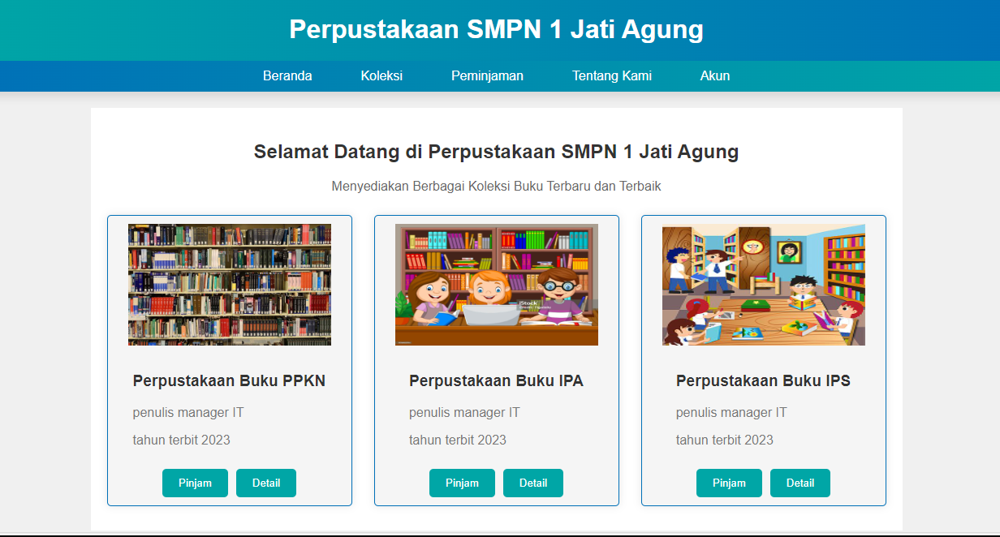 Perpustakaan SMPN 1 Jati Agung
Beranda Koleksi Peminjaman Tentang Kami Akun
Selamat Datang di Perpustakaan SMPN 1 Jati Agung
Menyediakan Berbagai Koleksi Buku Terbaru dan Terbaik
iStock
Perpustakaan Buku PPKN
penulis manager IT
tahun terbit 2023
Pinjam Detail
Perpustakaan Buku IPA
penulis manager IT
tahun terbit 2023
Pinjam Detail
Perpustakaan Buku IPS
penulis manager IT
tahun terbit 2023
Pinjam Detail